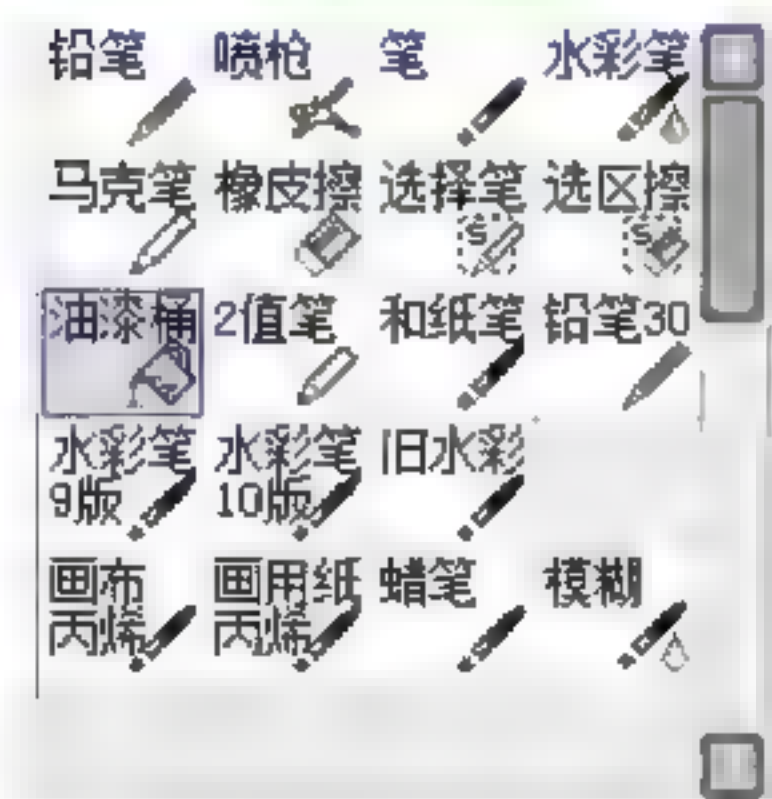 铅笔 喷枪 笔 水彩笔
马克笔 橡皮擦 选择笔 选区擦
油漆桶 2值笔 和纸笔 铅笔30
水彩笔 水彩笔 旧水彩
9版 10版
画布 画用纸 蜡笔 模糊
丙烯 丙烯